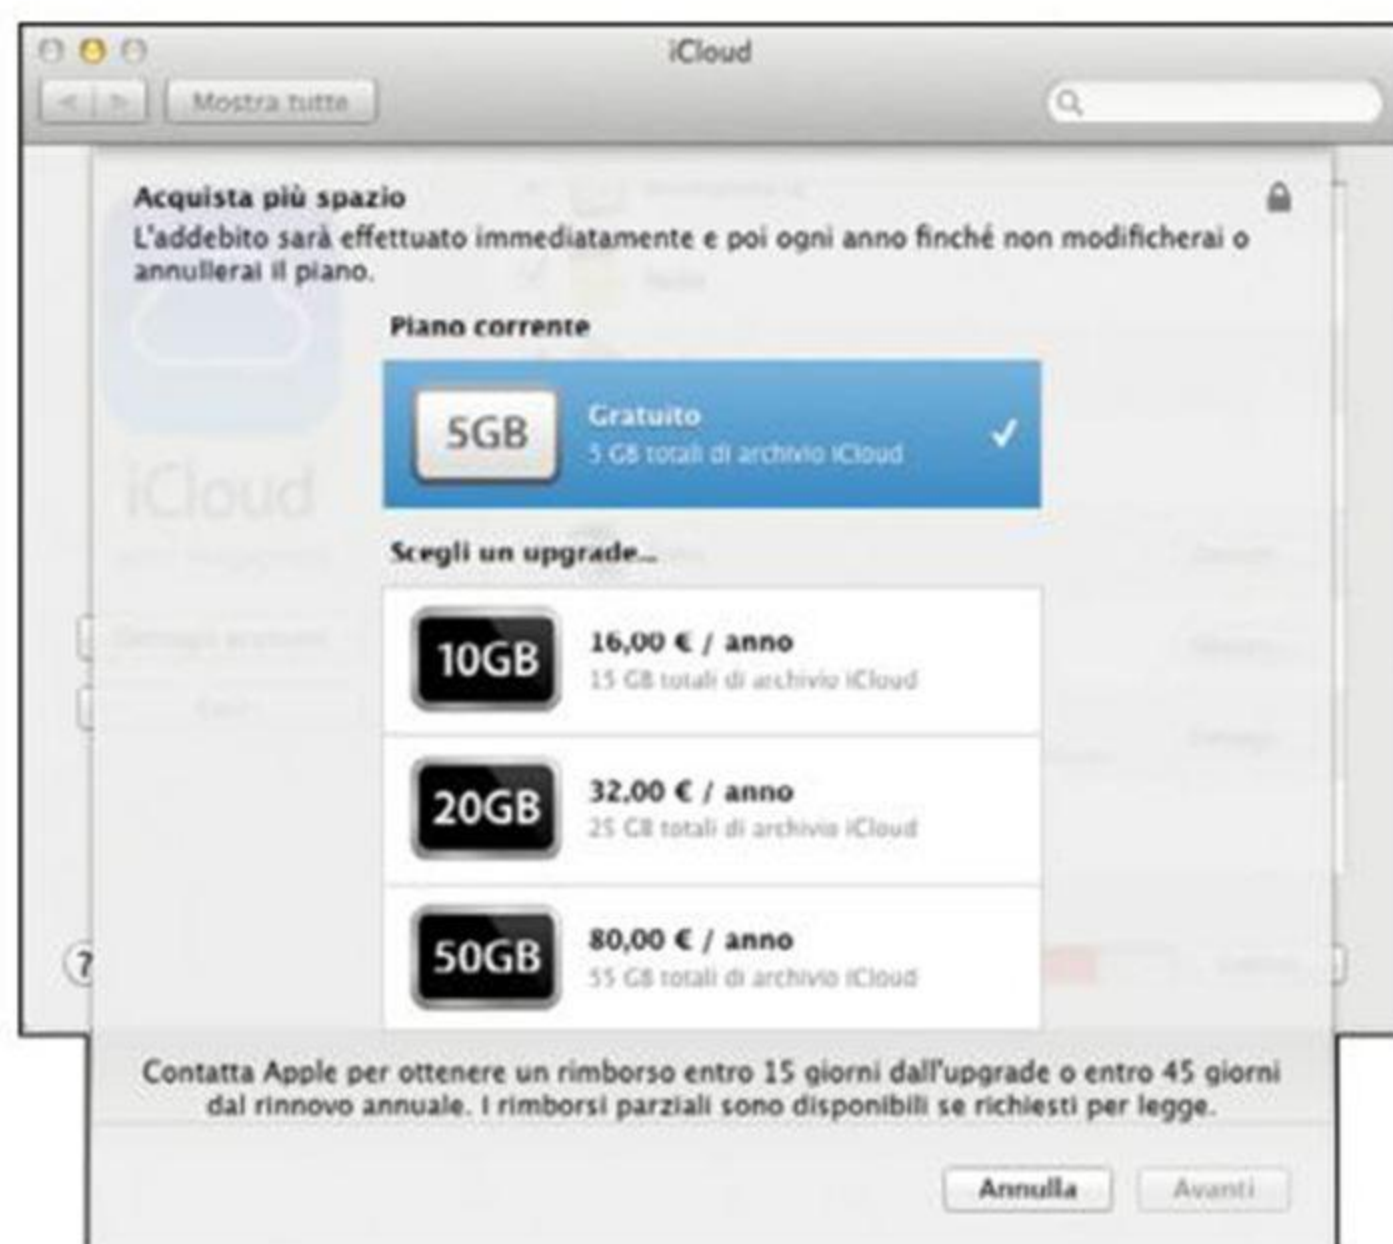 iCloud
Mostra tutte
Acquista più spazio
L'addebito sarà effettuato immediatamente e poi ogni anno finché non modificherai o
annullerai il piano.
Piano corrente
5GB
Gratuito
5 GB totali di archivio iCloud
iCloud
Scegli un upgrade...
10GB
16,00 € / anno
15 GB totali di archivio iCloud
20GB
32,00 € / anno
25 GB totali di archivio iCloud
50GB
80,00 € / anno
55 GB totali di archivio iCloud
?
Contatta Apple per ottenere un rimborso entro 15 giorni dall'upgrade o entro 45 giorni
dal rinnovo annuale. I rimborsi parziali sono disponibili se richiesti per legge.
Annulla
Avanti